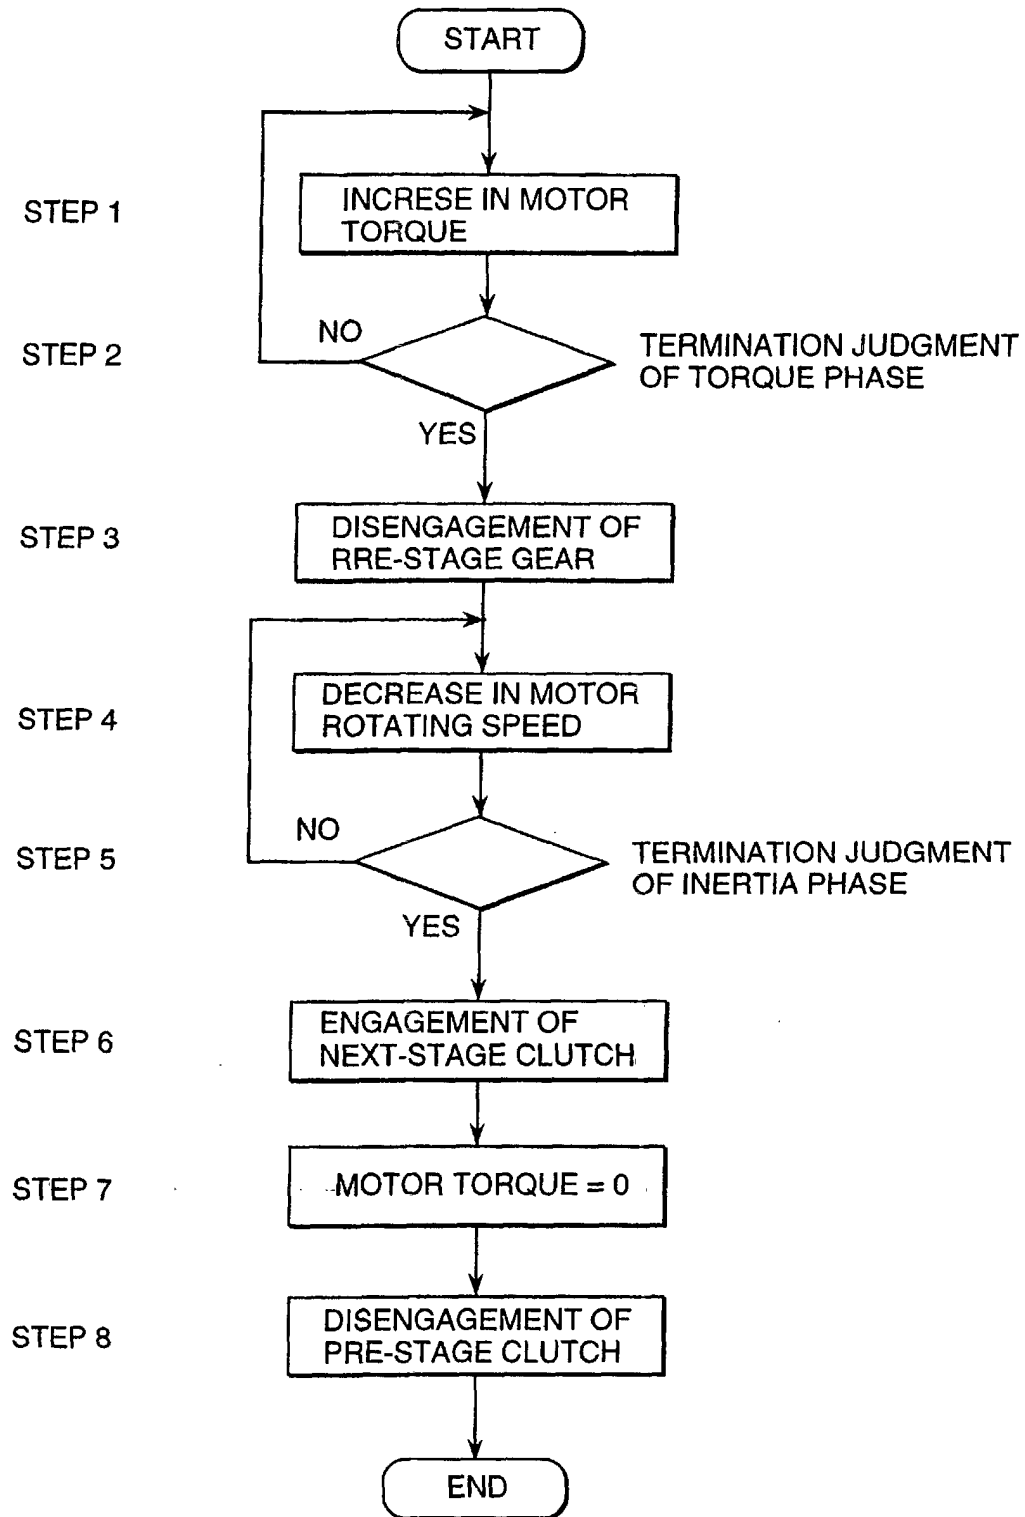 START
STEP 1
INCRESE IN MOTOR
TORQUE
STEP 2
NO
TERMINATION JUDGMENT
OF TORQUE PHASE
YES
STEP 3
DISENGAGEMENT OF
RRE-STAGE GEAR
STEP 4
DECREASE IN MOTOR
ROTATING SPEED
STEP 5
NO
TERMINATION JUDGMENT
OF INERTIA PHASE
YES
STEP 6
ENGAGEMENT OF
NEXT-STAGE CLUTCH
STEP 7
MOTOR TORQUE = 0
STEP 8
DISENGAGEMENT OF
PRE-STAGE CLUTCH
END